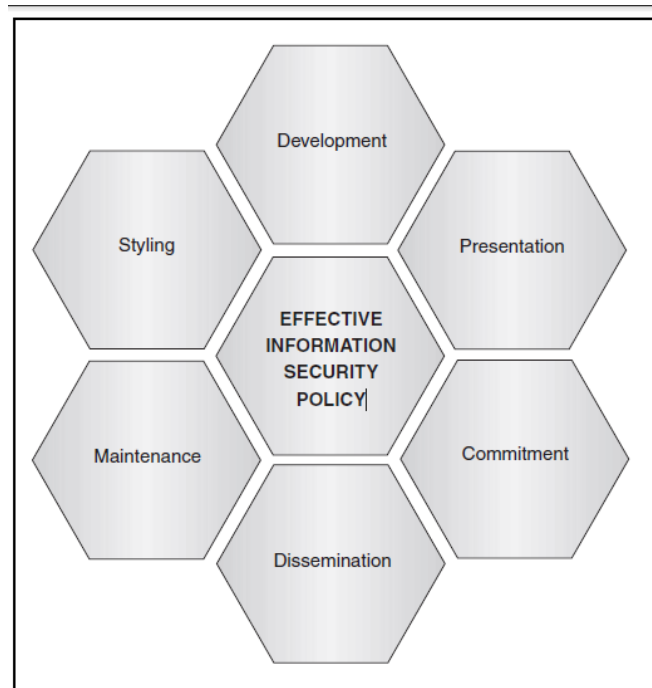 Development
Styling
Presentation
EFFECTIVE
INFORMATION
SECURITY
POLICY
Maintenance
Commitment
Dissemination